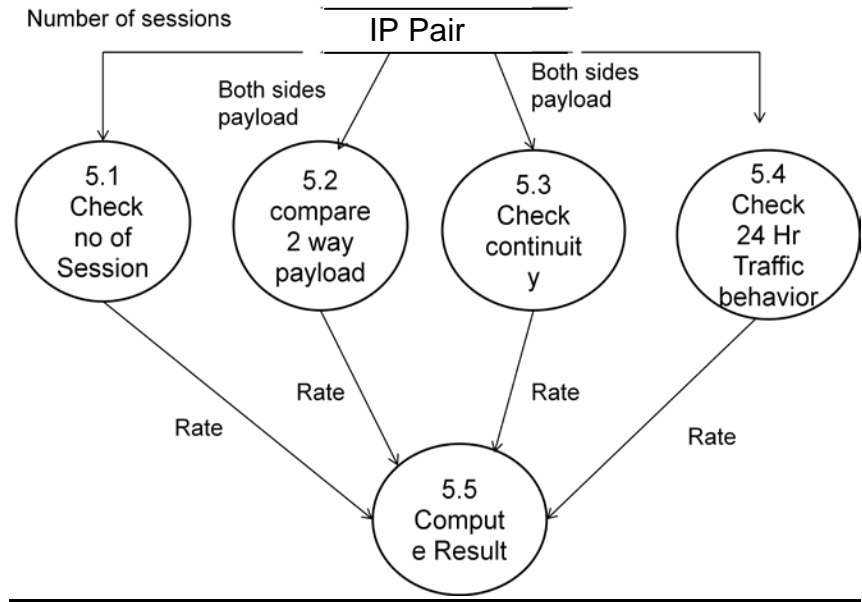 Number of sessions
IP Pair
Both sides
payload
Both sides
payload
5.1
Check
no of
Session
5.2
compare
2 way
payload
5.3
Check
continuit
y
5.4
Check
24 Hr
Traffic
behavior
Rate
Rate
Rate
Rate
5.5
Comput
e Result